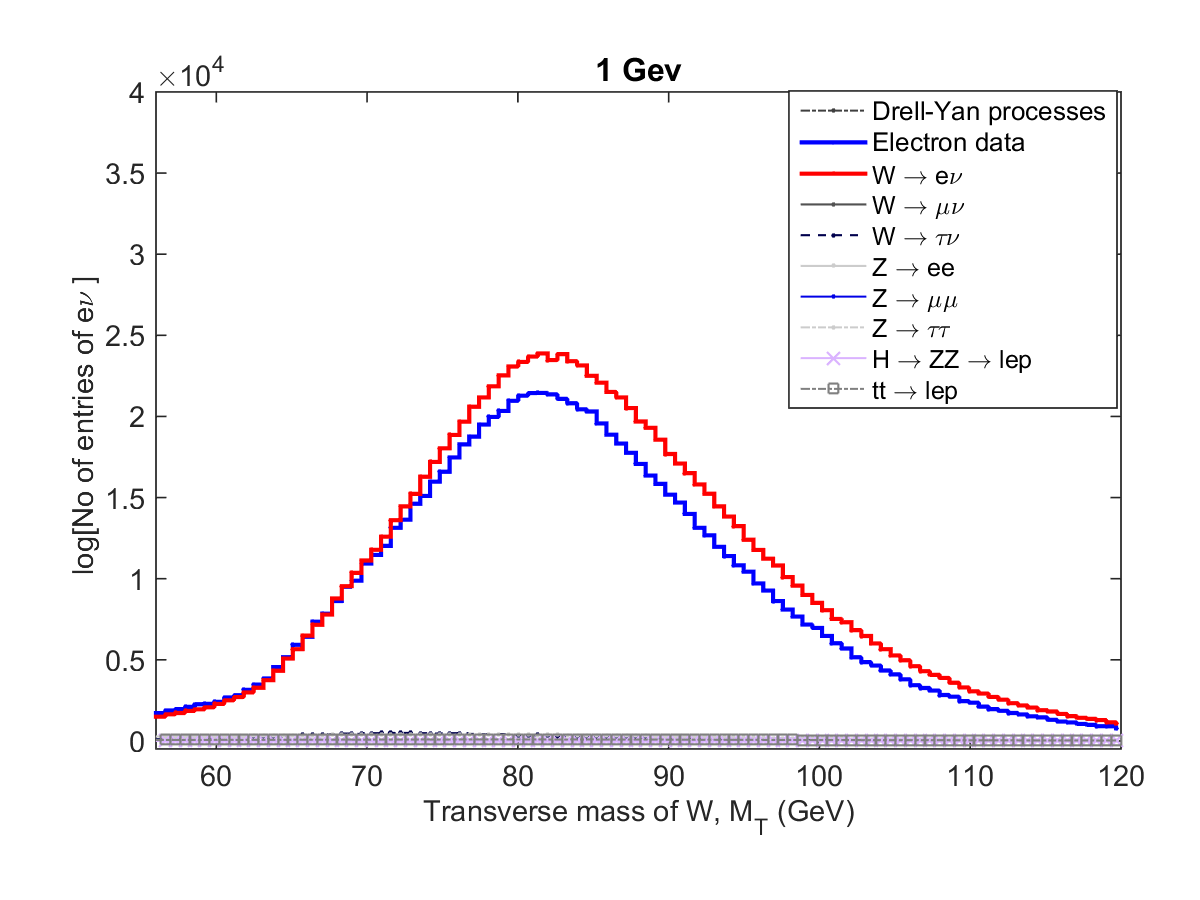 1 Gev
×10⁴
4
3.5
3
2.5
2
1.5
1
0.5
0
log[No of entries of eν ]
60 70 80 90 100 110 120
Transverse mass of W, M_T (GeV)
Drell-Yan processes
Electron data
W → eν
W → μν
W → τν
Z → ee
Z → μμ
Z → ττ
H → ZZ → lep
tt → lep